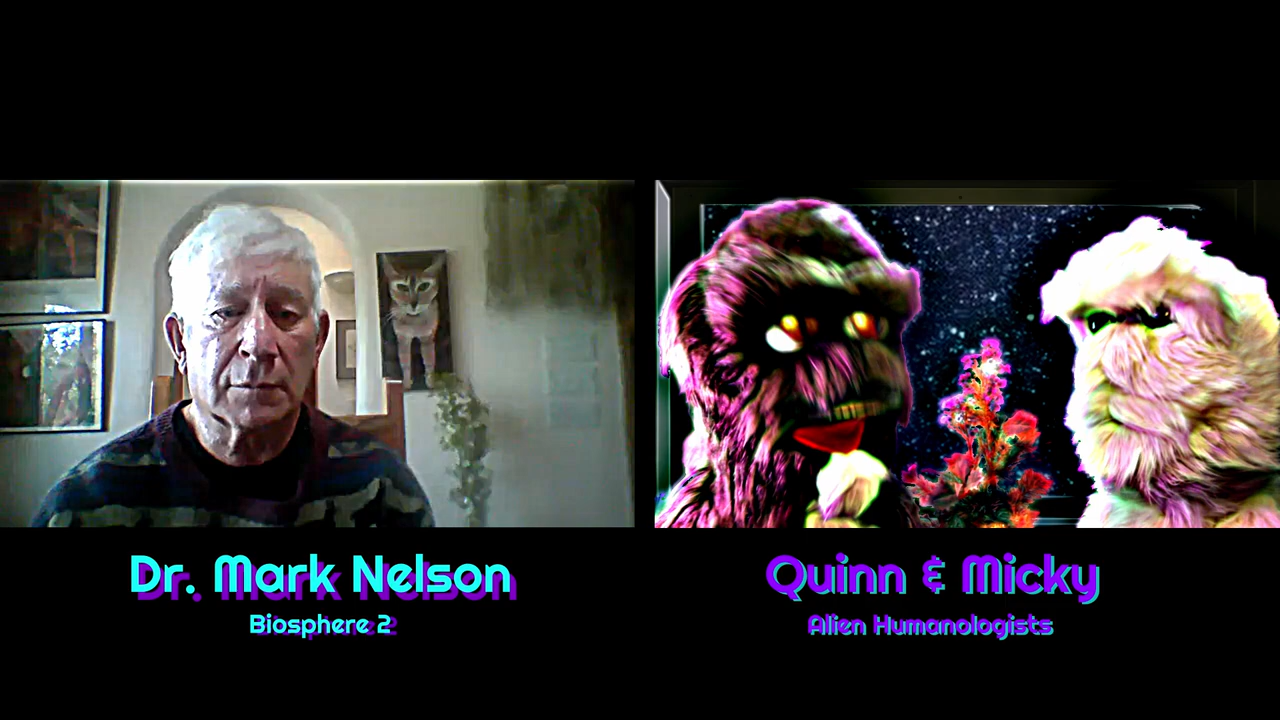 Dr. Mark Nelson
Biosphere 2
Quinn & Micky
Alien Humanologists